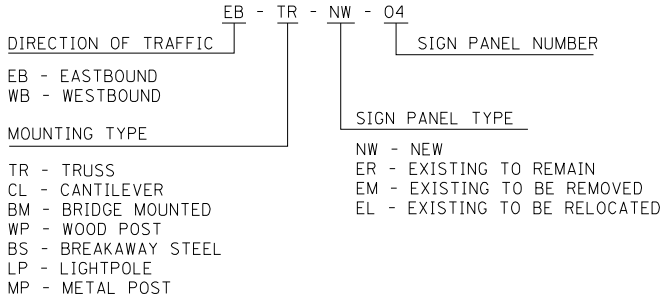 EB - TR - NW - 04
DIRECTION OF TRAFFIC
SIGN PANEL NUMBER
EB - EASTBOUND
WB - WESTBOUND
MOUNTING TYPE
SIGN PANEL TYPE
TR - TRUSS
CL - CANTILEVER
BM - BRIDGE MOUNTED
WP - WOOD POST
BS - BREAKAWAY STEEL
LP - LIGHTPOLE
MP - METAL POST
NW - NEW
ER - EXISTING TO REMAIN
EM - EXISTING TO BE REMOVED
EL - EXISTING TO BE RELOCATED